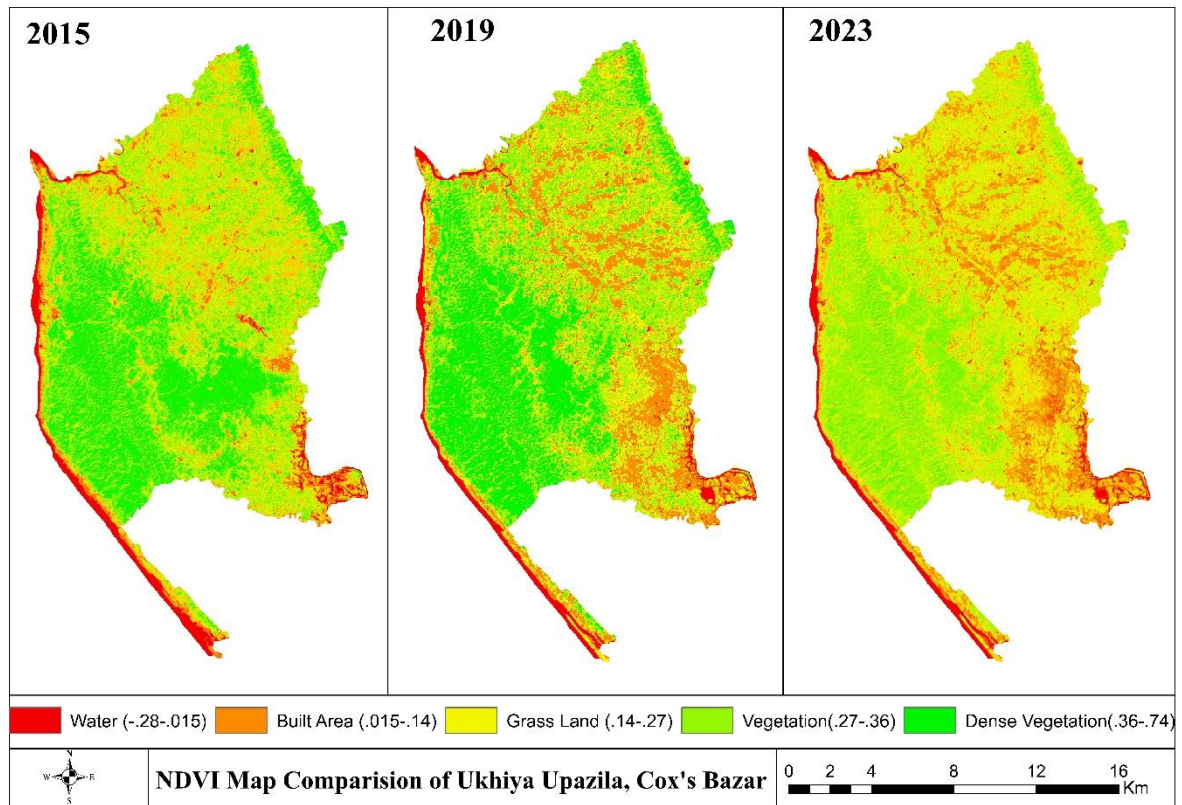 2015
2019
2023
Water (-.28-.015)
Built Area (.015-.14)
Grass Land (.14-.27)
Vegetation(.27-.36)
Dense Vegetation(.36-.74)
N
W
E
S
NDVI Map Comparision of Ukhiya Upazila, Cox's Bazar
0 2 4 8 12 16
Km